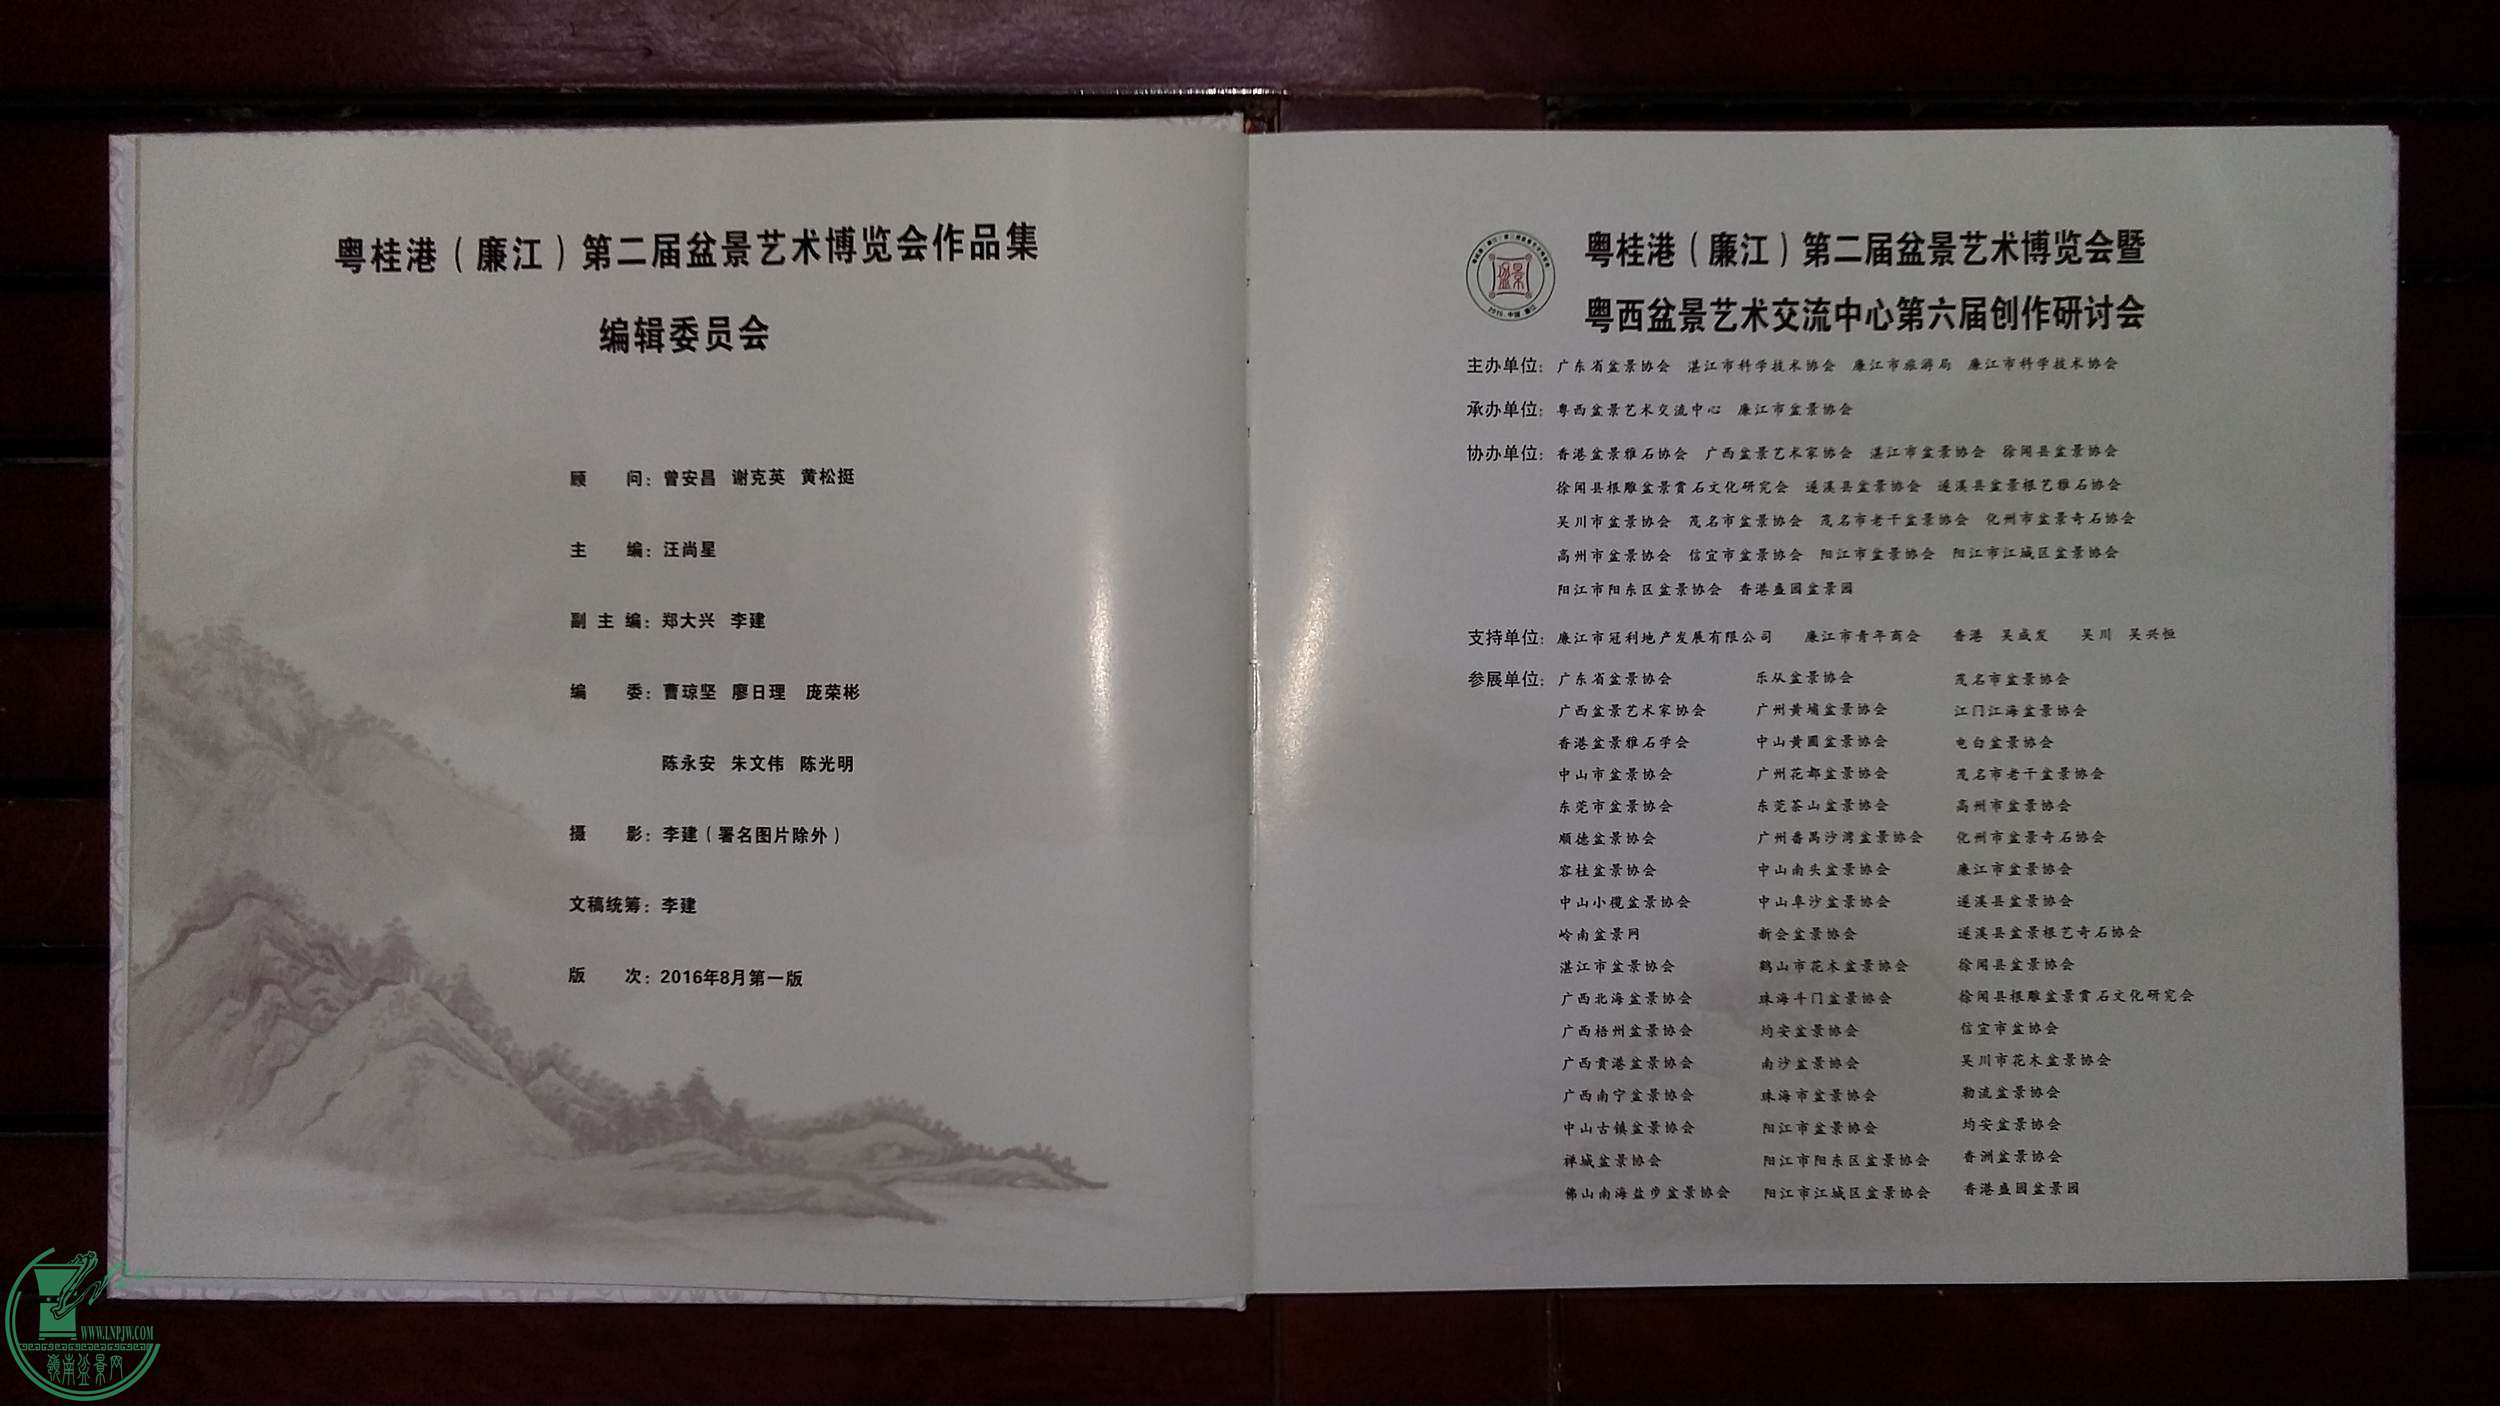 粤桂港（廉江）第二届盆景艺术博览会作品集
编辑委员会
顾 问：曾安昌 谢克英 黄松挺
主 编：汪尚星
副 主 编：郑大兴 李建
编 委：曹琼坚 廖日理 庞荣彬
陈永安 朱文伟 陈光明
摄 影：李建（署名图片除外）
文稿统筹：李建
版 次：2016年8月第一版
盆景
粤桂港（廉江）第二届盆景艺术博览会暨
粤西盆景艺术交流中心第六届创作研讨会
主办单位：广东省盆景协会 湛江市科学技术协会 廉江市旅游局 廉江市科学技术协会
承办单位：粤西盆景艺术交流中心 廉江市盆景协会
协办单位：香港盆景雅石协会 广西盆景艺术家协会 湛江市盆景协会 徐闻县盆景协会
徐闻县根雕盆景赏石文化研究会 遂溪县盆景协会 遂溪县盆景根艺雅石协会
吴川市盆景协会 茂名市盆景协会 茂名市老干盆景协会 化州市盆景奇石协会
高州市盆景协会 信宜市盆景协会 阳江市盆景协会 阳江市江城区盆景协会
阳江市阳东区盆景协会 香港盛园盆景园
支持单位：廉江市冠利地产发展有限公司 廉江市青年商会 香港 吴成发 吴川 吴兴恒
参展单位：广东省盆景协会 乐从盆景协会 茂名市盆景协会
广西盆景艺术家协会 广州黄埔盆景协会 江门江海盆景协会
香港盆景雅石学会 中山黄圃盆景协会 电白盆景协会
中山市盆景协会 广州花都盆景协会 茂名市老干盆景协会
东莞市盆景协会 东莞茶山盆景协会 高州市盆景协会
顺德盆景协会 广州番禺沙湾盆景协会 化州市盆景奇石协会
容桂盆景协会 中山南头盆景协会 廉江市盆景协会
中山小榄盆景协会 中山阜沙盆景协会 遂溪县盆景协会
岭南盆景网 新会盆景协会 遂溪县盆景根艺奇石协会
湛江市盆景协会 鹤山市花木盆景协会 徐闻县盆景协会
广西北海盆景协会 珠海斗门盆景协会 徐闻县根雕盆景赏石文化研究会
广西梧州盆景协会 均安盆景协会 信宜市盆协会
广西贵港盆景协会 南沙盆景协会 吴川市花木盆景协会
广西南宁盆景协会 珠海市盆景协会 勒流盆景协会
中山古镇盆景协会 阳江市盆景协会 均安盆景协会
禅城盆景协会 阳江市阳东区盆景协会 香洲盆景协会
佛山南海盐步盆景协会 阳江市江城区盆景协会 香港盛园盆景园
WWW.LNPJW.COM
嶺南盆景网